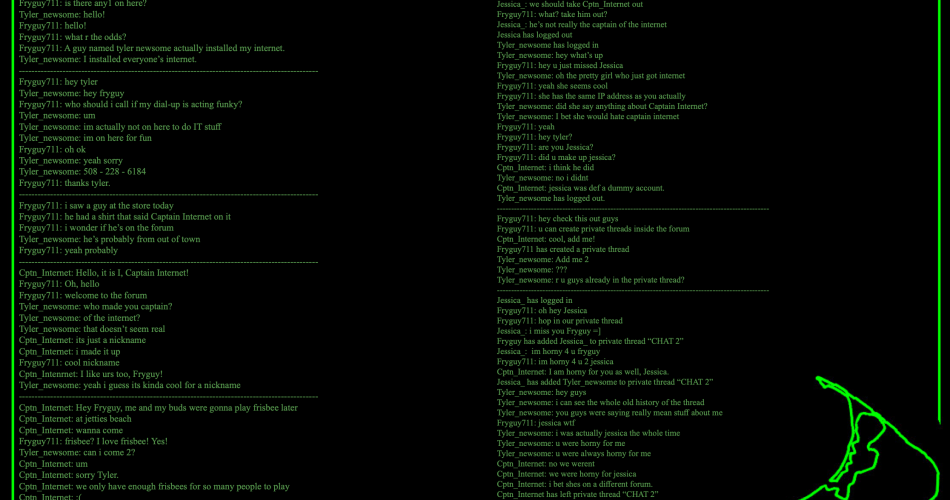 Fryguy711: is there any1 on here?
Tyler_newsome: hello!
Fryguy711: hello!
Fryguy711: what r the odds?
Fryguy711: A guy named tyler newsome actually installed my internet.
Tyler_newsome: I installed everyone's internet.
Fryguy711: hey tyler
Tyler_newsome: hey fryguy
Fryguy711: who should i call if my dial-up is acting funky?
Tyler_newsome: um
Tyler_newsome: im actually not on here to do IT stuff
Tyler_newsome: im on here for fun
Fryguy711: oh ok
Tyler_newsome: yeah sorry
Tyler_newsome: 508 - 228 - 6184
Fryguy711: thanks tyler.
Fryguy711: i saw a guy at the store today
Fryguy711: he had a shirt that said Captain Internet on it
Fryguy711: i wonder if he's on the forum
Tyler_newsome: he's probably from out of town
Fryguy711: yeah probably
Cptn_Internet: Hello, it is I, Captain Internet!
Fryguy711: Oh, hello
Fryguy711: welcome to the forum
Tyler_newsome: who made you captain?
Tyler_newsome: of the internet?
Tyler_newsome: that doesn't seem real
Cptn_Internet: its just a nickname
Cptn_Internet: i made it up
Fryguy711: cool nickname
Cptn_Internet: I like urs too, Fryguy!
Tyler_newsome: yeah i guess its kinda cool for a nickname
Cptn_Internet: Hey Fryguy, me and my buds were gonna play frisbee later
Cptn_Internet: at jetties beach
Cptn_Internet: wanna come
Fryguy711: frisbee? I love frisbee! Yes!
Tyler_newsome: can i come 2?
Cptn_Internet: um
Cptn_Internet: sorry Tyler.
Cptn_Internet: we only have enough frisbees for so many people to play
Cptn_Internet: :(
Jessica_: we should take Cptn_Internet out
Fryguy711: what? take him out?
Jessica_: he's not really the captain of the internet
Jessica has logged out
Tyler_newsome has logged in
Tyler_newsome: hey what's up
Fryguy711: hey u just missed Jessica
Tyler_newsome: oh the pretty girl who just got internet
Fryguy711: yeah she seems cool
Fryguy711: she has the same IP address as you actually
Tyler_newsome: did she say anything about Captain Internet?
Tyler_newsome: I bet she would hate captain internet
Fryguy711: yeah
Fryguy711: hey tyler?
Fryguy711: are you Jessica?
Fryguy711: did u make up jessica?
Cptn_Internet: i think he did
Tyler_newsome: no i didnt
Cptn_Internet: jessica was def a dummy account.
Tyler_newsome has logged out.
Fryguy711: hey check this out guys
Fryguy711: u can create private threads inside the forum
Cptn_Internet: cool, add me!
Fryguy711 has created a private thread
Tyler_newsome: Add me 2
Tyler_newsome: ???
Tyler_newsome: r u guys already in the private thread?
Jessica_ has logged in
Fryguy711: oh hey Jessica
Fryguy711: hop in our private thread
Jessica_: i miss you Fryguy =]
Fryguy has added Jessica_ to private thread "CHAT 2"
Jessica_: im horny 4 u fryguy
Fryguy711: im horny 4 u 2 jessica
Cptn_Internet: I am horny for you as well, Jessica.
Jessica_ has added Tyler_newsome to private thread "CHAT 2"
Tyler_newsome: hey guys
Tyler_newsome: i can see the whole old history of the thread
Tyler_newsome: you guys were saying really mean stuff about me
Fryguy711: jessica wtf
Tyler_newsome: i was actually jessica the whole time
Tyler_newsome: u were horny for me
Tyler_newsome: u were always horny for me
Cptn_Internet: no we werent
Cptn_Internet: we were horny for jessica
Cptn_Internet: i bet shes on a different forum.
Cptn_Internet has left private thread "CHAT 2"